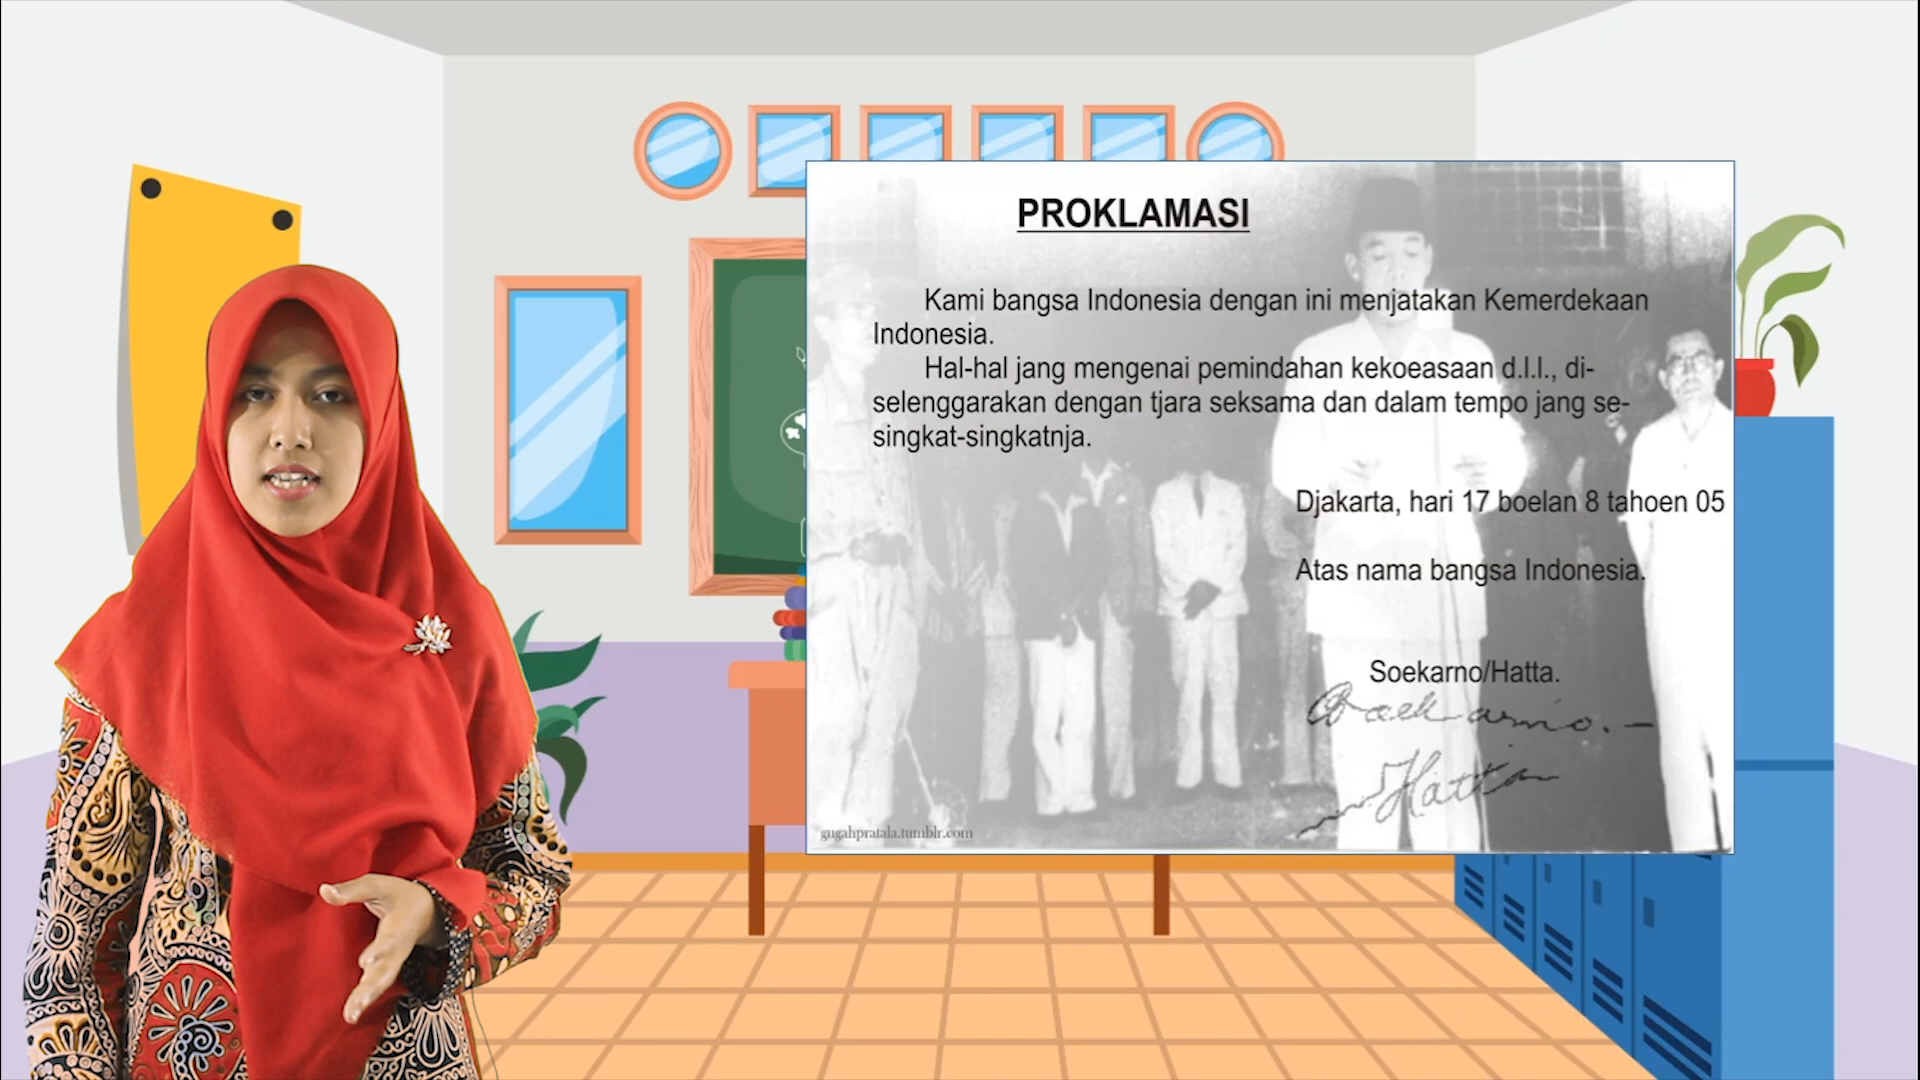 PROKLAMASI
Kami bangsa Indonesia dengan ini menjatakan Kemerdekaan
Indonesia.
Hal-hal jang mengenai pemindahan kekoeasaan d.l.l., di-
selenggarakan dengan tjara seksama dan dalam tempo jang se-
singkat-singkatnja.
Djakarta, hari 17 boelan 8 tahoen 05
Atas nama bangsa Indonesia.
Soekarno/Hatta.
Soekarno.-
Hatta
gugahpratala.tumblr.com